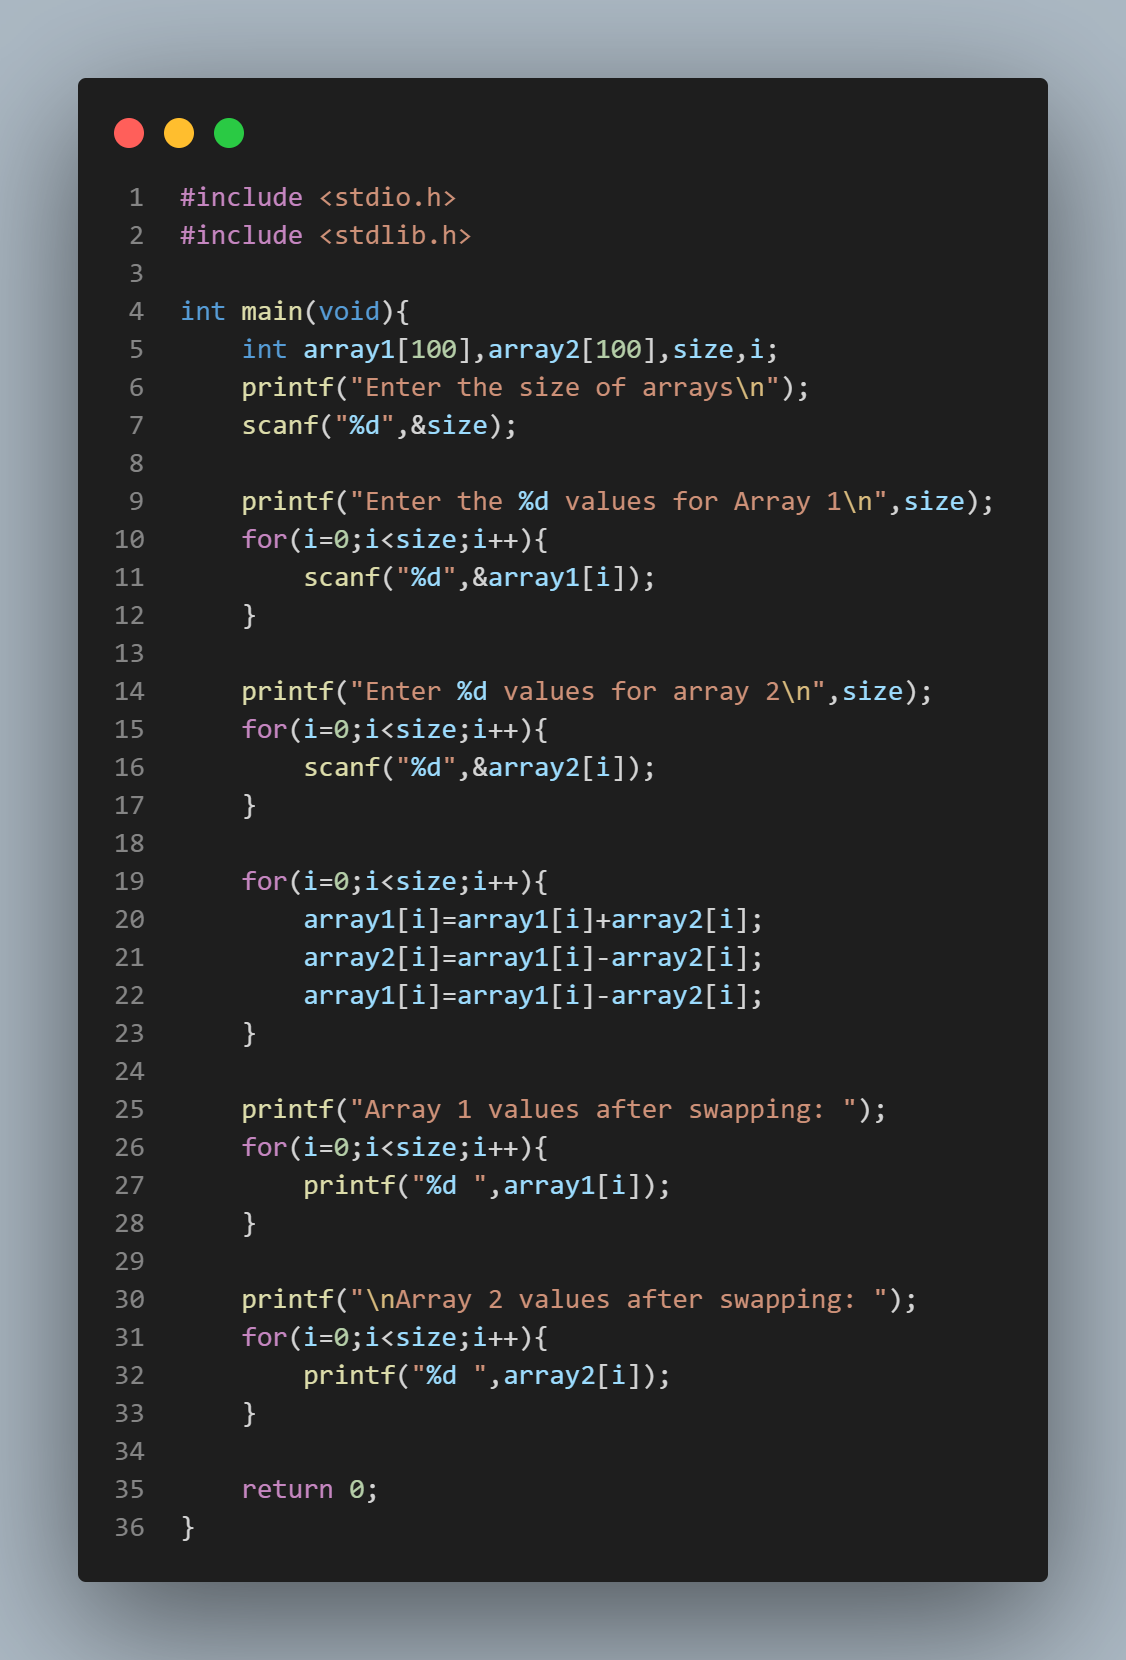 1 #include <stdio.h>
2 #include <stdlib.h>
3
4 int main(void){
5     int array1[100],array2[100],size,i;
6     printf("Enter the size of arrays\n");
7     scanf("%d",&size);
8
9     printf("Enter the %d values for Array 1\n",size);
10     for(i=0;i<size;i++){
11         scanf("%d",&array1[i]);
12     }
13
14     printf("Enter %d values for array 2\n",size);
15     for(i=0;i<size;i++){
16         scanf("%d",&array2[i]);
17     }
18
19     for(i=0;i<size;i++){
20         array1[i]=array1[i]+array2[i];
21         array2[i]=array1[i]-array2[i];
22         array1[i]=array1[i]-array2[i];
23     }
24
25     printf("Array 1 values after swapping: ");
26     for(i=0;i<size;i++){
27         printf("%d ",array1[i]);
28     }
29
30     printf("\nArray 2 values after swapping: ");
31     for(i=0;i<size;i++){
32         printf("%d ",array2[i]);
33     }
34
35     return 0;
36 }